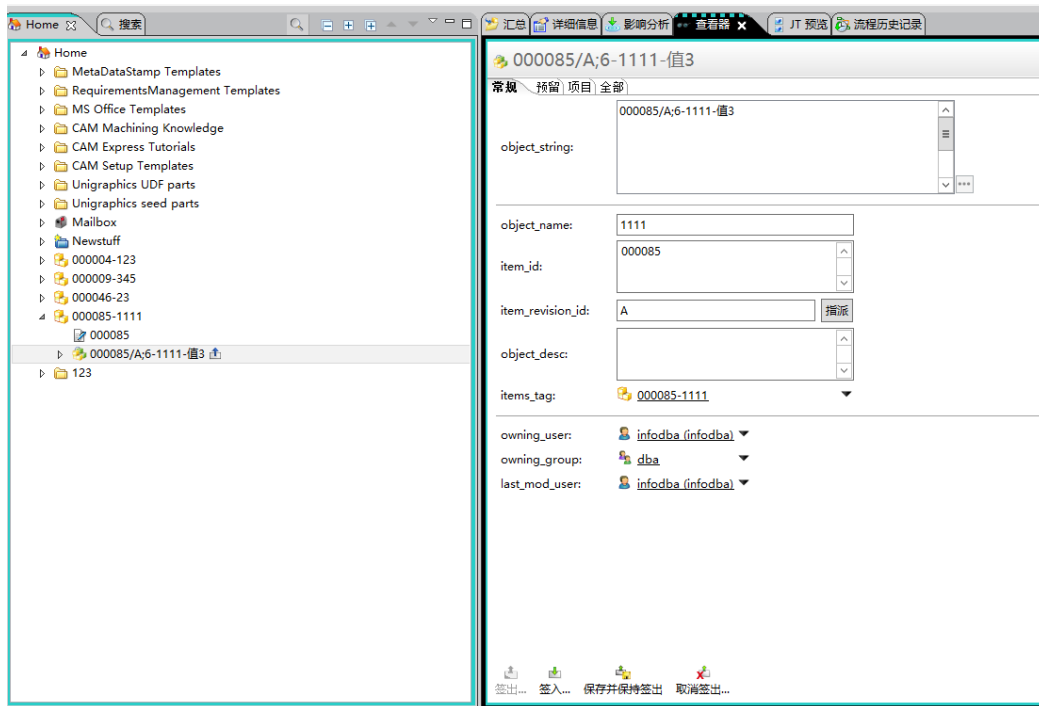 Home 搜索
汇总 详细信息 影响分析 查看器 JT 预览 流程历史记录
Home
MetaDataStamp Templates
RequirementsManagement Templates
MS Office Templates
CAM Machining Knowledge
CAM Express Tutorials
CAM Setup Templates
Unigraphics UDF parts
Unigraphics seed parts
Mailbox
Newstuff
000004-123
000009-345
000046-23
000085-1111
000085
000085/A;6-1111-值3
123
000085/A;6-1111-值3
常规 预留 项目 全部
object_string:
000085/A;6-1111-值3
object_name:
1111
item_id:
000085
item_revision_id:
A
指派
object_desc:
items_tag:
000085-1111
owning_user:
infodba (infodba)
owning_group:
dba
last_mod_user:
infodba (infodba)
签出... 签入... 保存并保持签出 取消签出...